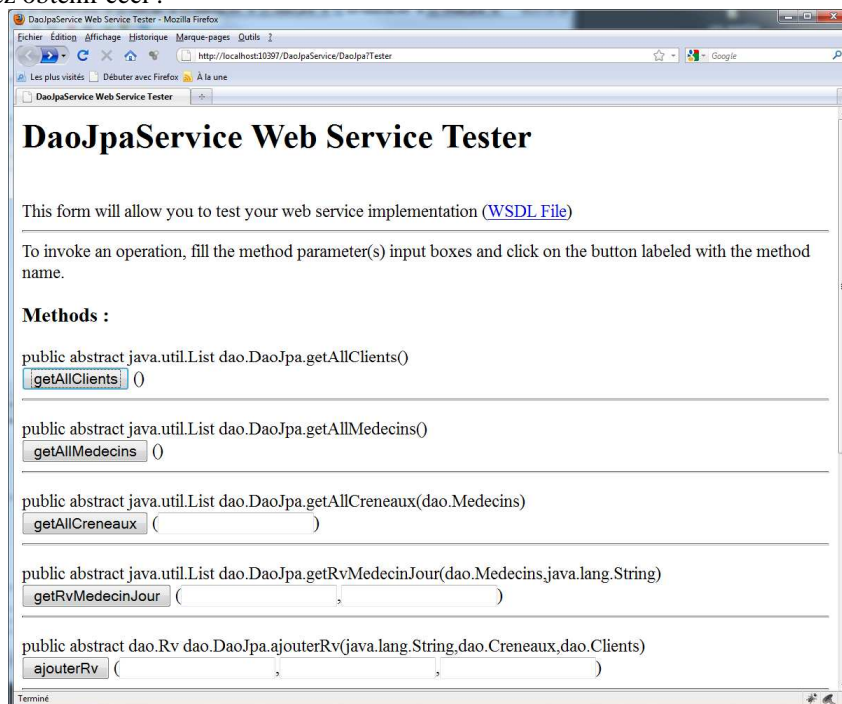 DaoJpaService Web Service Tester - Mozilla Firefox
Fichier Édition Affichage Historique Marque-pages Outils ?
http://localhost:10397/DaoJpaService/DaoJpa?Tester
Google
Les plus visités Débuter avec Firefox À la une
DaoJpaService Web Service Tester
DaoJpaService Web Service Tester
This form will allow you to test your web service implementation (WSDL File)
To invoke an operation, fill the method parameter(s) input boxes and click on the button labeled with the method
name.
Methods :
public abstract java.util.List dao.DaoJpa.getAllClients()
getAllClients ()
public abstract java.util.List dao.DaoJpa.getAllMedecins()
getAllMedecins ()
public abstract java.util.List dao.DaoJpa.getAllCreneaux(dao.Medecins)
getAllCreneaux ( )
public abstract java.util.List dao.DaoJpa.getRvMedecinJour(dao.Medecins,java.lang.String)
getRvMedecinJour ( , )
public abstract dao.Rv dao.DaoJpa.ajouterRv(java.lang.String,dao.Creneaux,dao.Clients)
ajouterRv ( , , )
Terminé